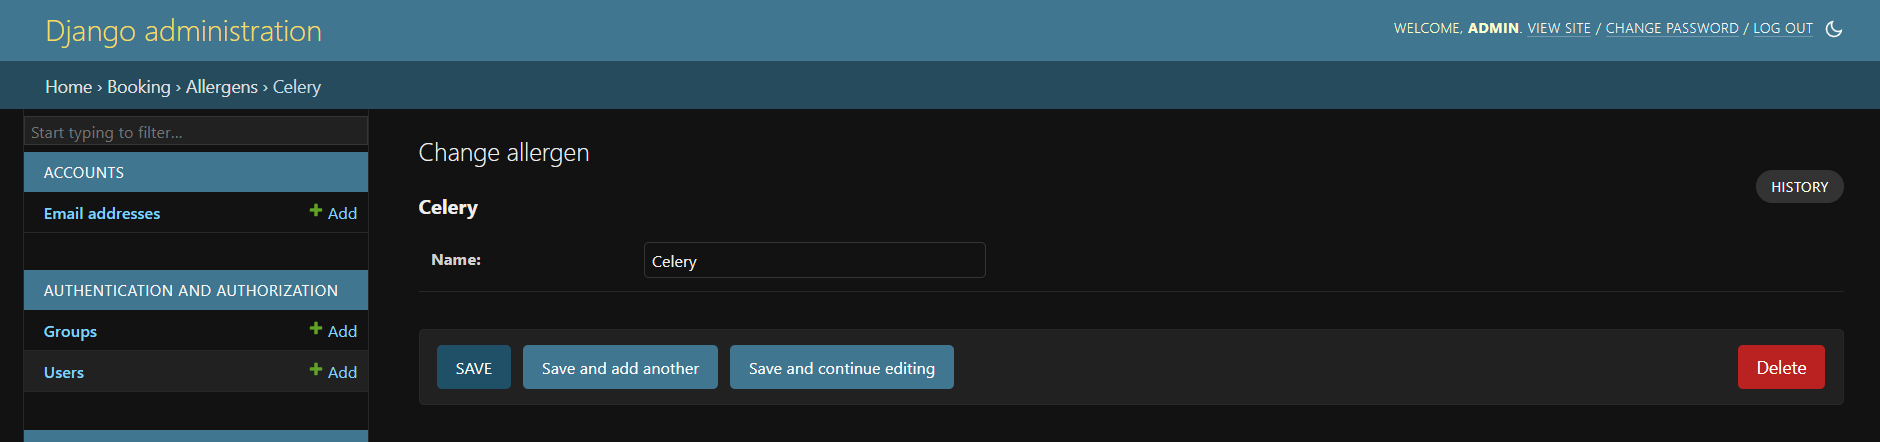 Django administration
WELCOME, ADMIN. VIEW SITE / CHANGE PASSWORD / LOG OUT
Home › Booking › Allergens › Celery
Start typing to filter...
ACCOUNTS
Email addresses Add
AUTHENTICATION AND AUTHORIZATION
Groups Add
Users Add
Change allergen
HISTORY
Celery
Name: Celery
SAVE Save and add another Save and continue editing Delete